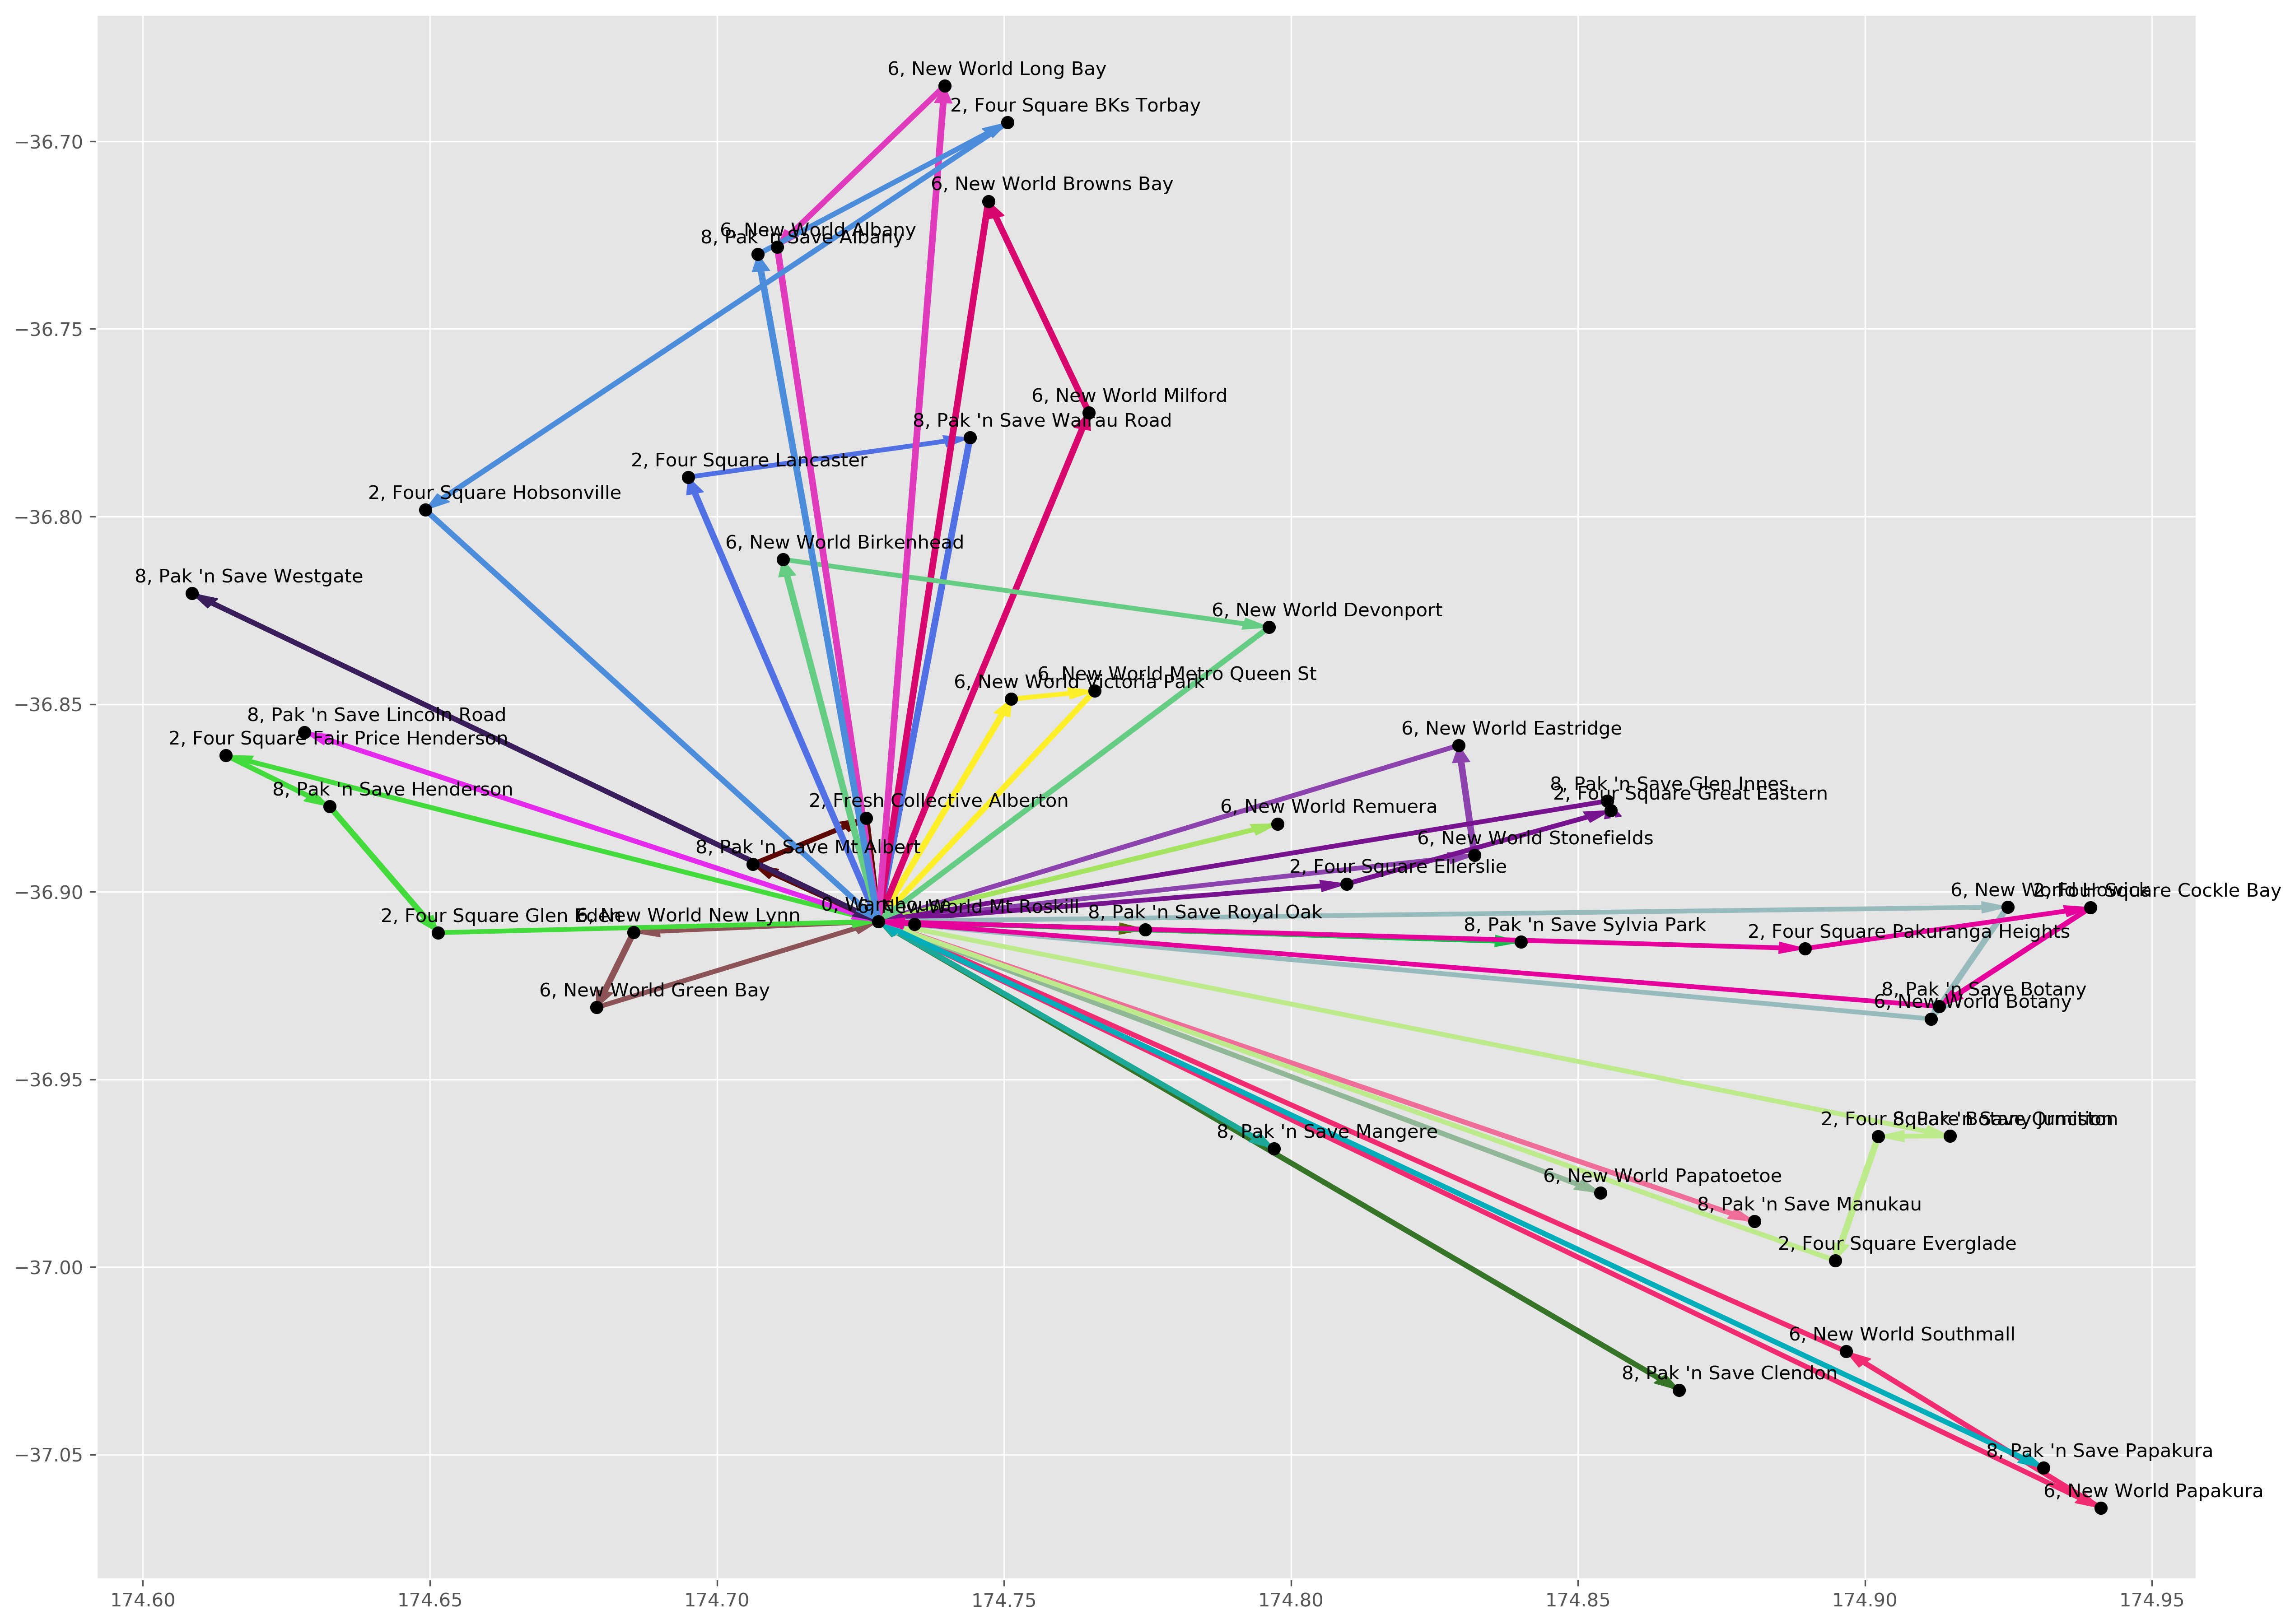 6, New World Long Bay
2, Four Square BKs Torbay
−36.70
6, New World Browns Bay
6, New World Albany
8, Pak 'n Save Albany
−36.75
6, New World Milford
8, Pak 'n Save Wairau Road
2, Four Square Lancaster
2, Four Square Hobsonville
−36.80
6, New World Birkenhead
8, Pak 'n Save Westgate
6, New World Devonport
6, New World Metro Queen St
6, New World Victoria Park
−36.85
8, Pak 'n Save Lincoln Road
6, New World Eastridge
2, Four Square Fair Price Henderson
8, Pak 'n Save Glen Innes
8, Pak 'n Save Henderson
2, Four Square Great Eastern
2, Fresh Collective Alberton
6, New World Remuera
6, New World Stonefields
8, Pak 'n Save Mt Albert
2, Four Square Ellerslie
−36.90
6, New World Howick
2, Four Square Cockle Bay
0, Warehouse
6, New World Mt Roskill
2, Four Square Glen Eden
6, New World New Lynn
8, Pak 'n Save Royal Oak
8, Pak 'n Save Sylvia Park
2, Four Square Pakuranga Heights
6, New World Green Bay
8, Pak 'n Save Botany
6, New World Botany
−36.95
2, Four Square Botany Junction
8, Pak 'n Save Ormiston
8, Pak 'n Save Mangere
6, New World Papatoetoe
8, Pak 'n Save Manukau
2, Four Square Everglade
−37.00
6, New World Southmall
8, Pak 'n Save Clendon
−37.05
8, Pak 'n Save Papakura
6, New World Papakura
174.60 174.65 174.70 174.75 174.80 174.85 174.90 174.95